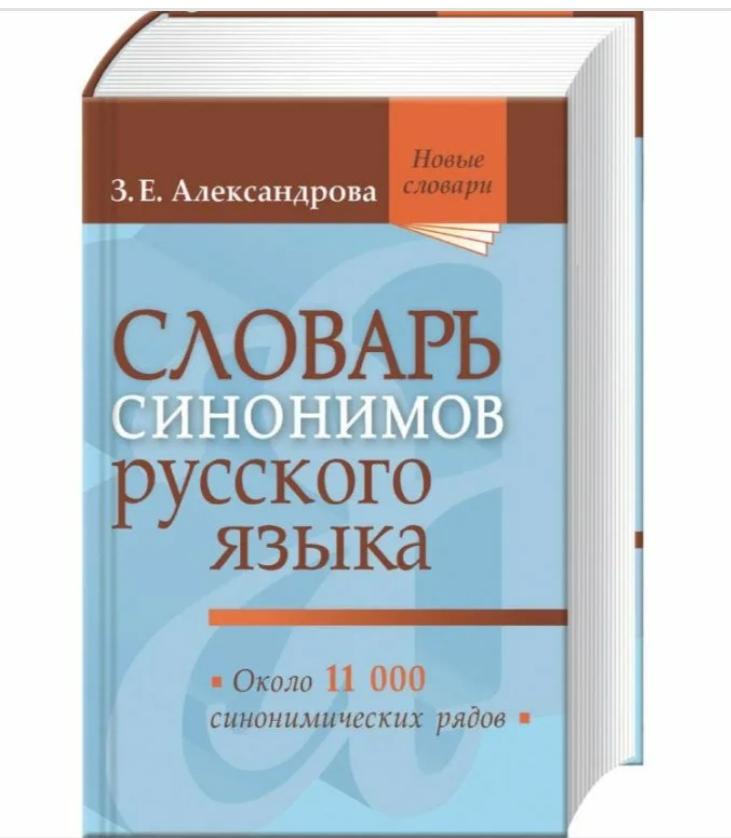 Новые
словари
З. Е. Александрова
СЛОВАРЬ
СИНОНИМОВ
русского
языка
▪ Около 11 000
синонимических рядов ▪